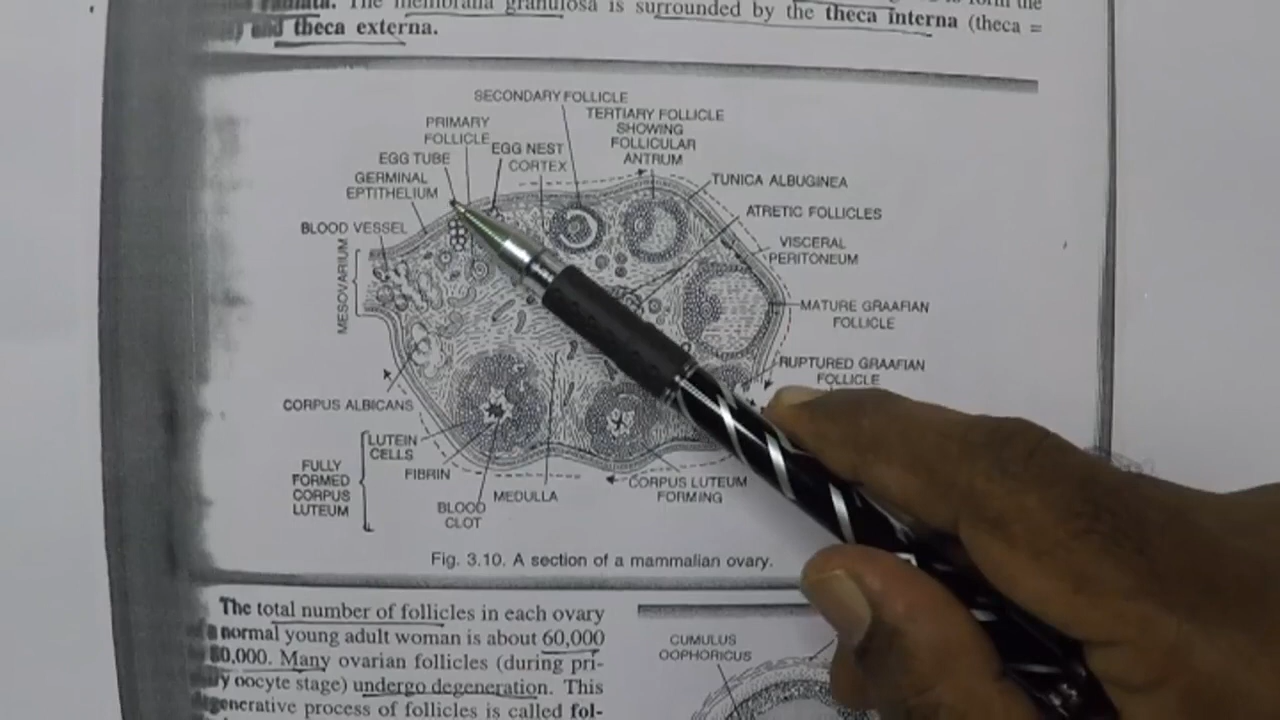 The membrana granulosa is surrounded by the theca interna (theca =
and theca externa.
SECONDARY FOLLICLE
TERTIARY FOLLICLE
SHOWING
FOLLICULAR
ANTRUM
PRIMARY
FOLLICLE
EGG NEST
CORTEX
EGG TUBE
GERMINAL
EPTITHELIUM
TUNICA ALBUGINEA
ATRETIC FOLLICLES
BLOOD VESSEL
VISCERAL
PERITONEUM
MESOVARIUM
MATURE GRAAFIAN
FOLLICLE
RUPTURED GRAAFIAN
FOLLICLE
CORPUS ALBICANS
LUTEIN
CELLS
FIBRIN
FULLY
FORMED
CORPUS
LUTEUM
BLOOD
CLOT
MEDULLA
CORPUS LUTEUM
FORMING
Fig. 3.10. A section of a mammalian ovary.
The total number of follicles in each ovary
normal young adult woman is about 60,000
80,000. Many ovarian follicles (during pri-
oocyte stage) undergo degeneration. This
process of follicles is called fol-
CUMULUS
OOPHORICUS